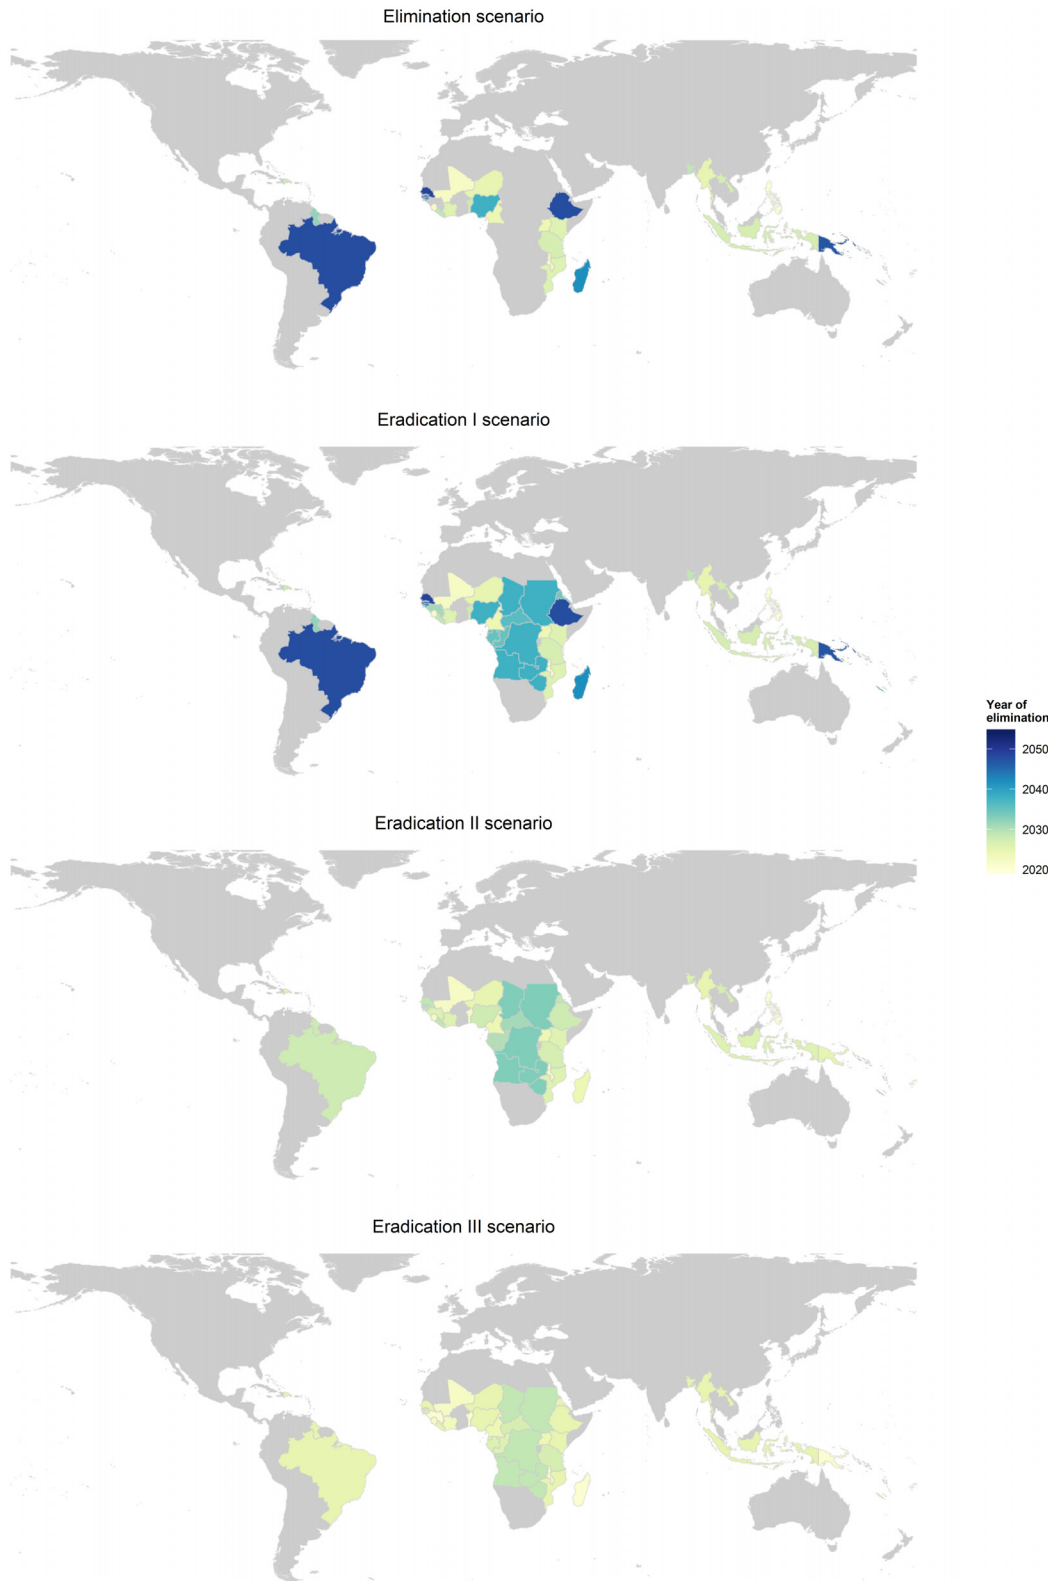 Elimination scenario
Eradication I scenario
Year of
elimination
2050
2040
2030
2020
Eradication II scenario
Eradication III scenario